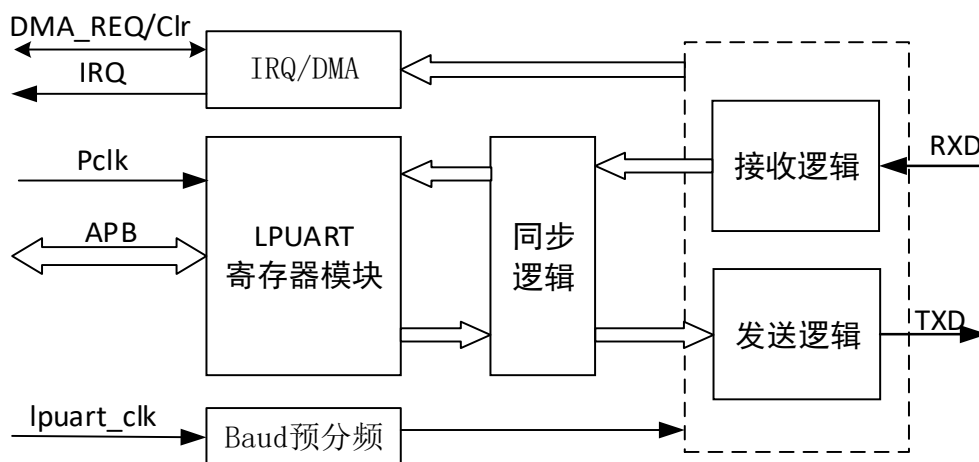 DMA_REQ/Clr
IRQ
IRQ/DMA
Pclk
APB
LPUART
寄存器模块
同步
逻辑
接收逻辑
RXD
发送逻辑
TXD
lpuart_clk
Baud预分频